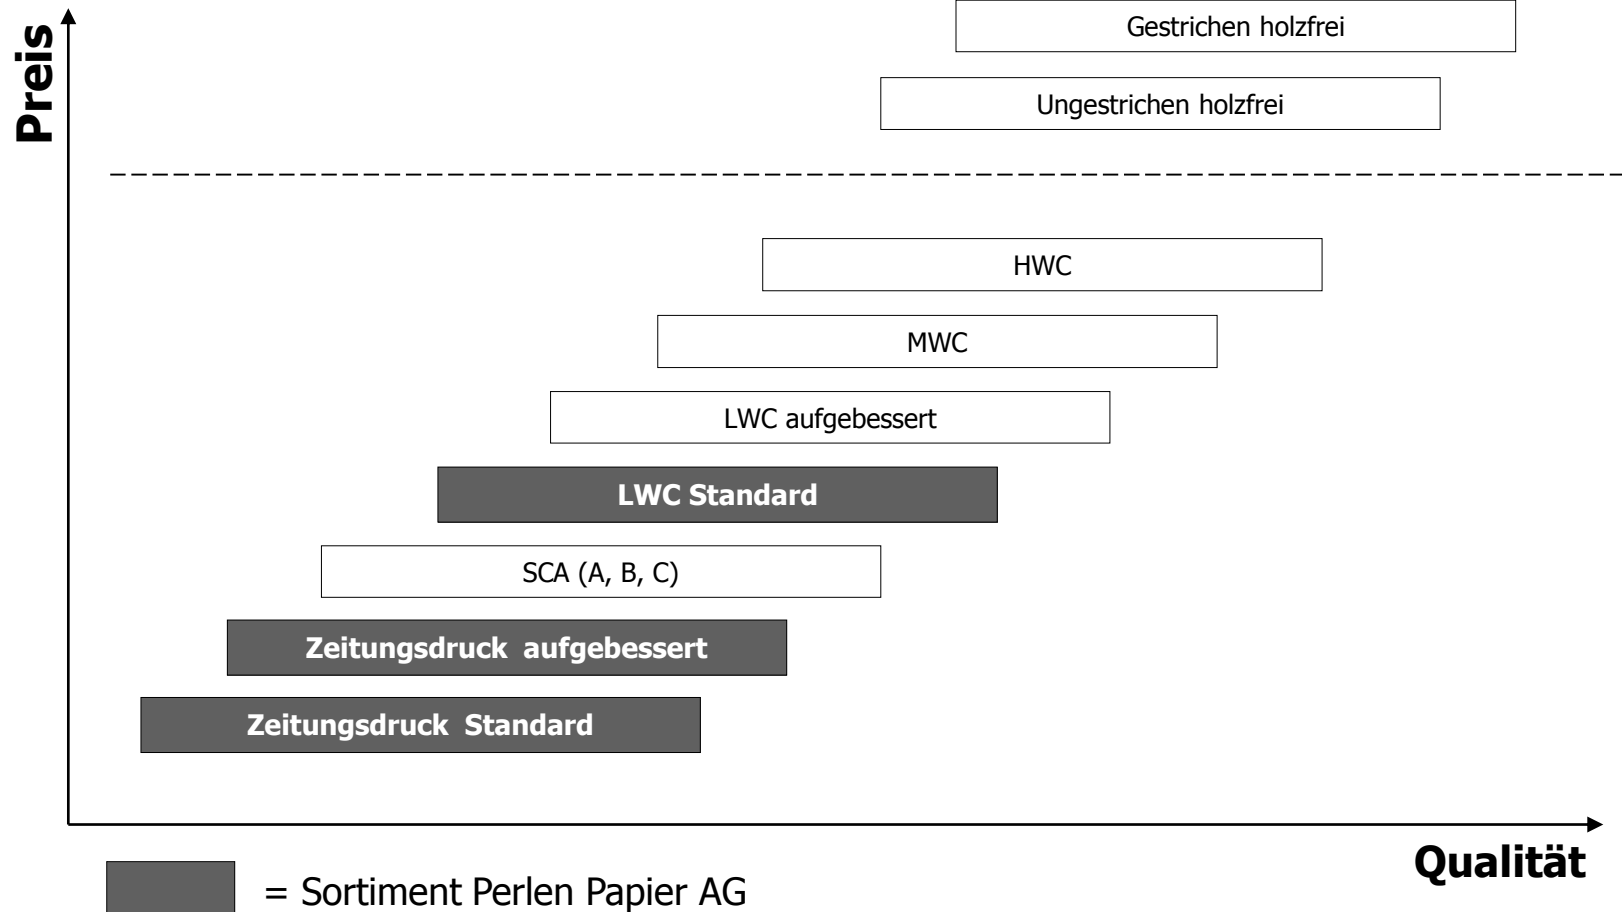 Preis
Gestrichen holzfrei
Ungestrichen holzfrei
HWC
MWC
LWC aufgebessert
LWC Standard
SCA (A, B, C)
Zeitungsdruck aufgebessert
Zeitungsdruck Standard
Qualität
= Sortiment Perlen Papier AG